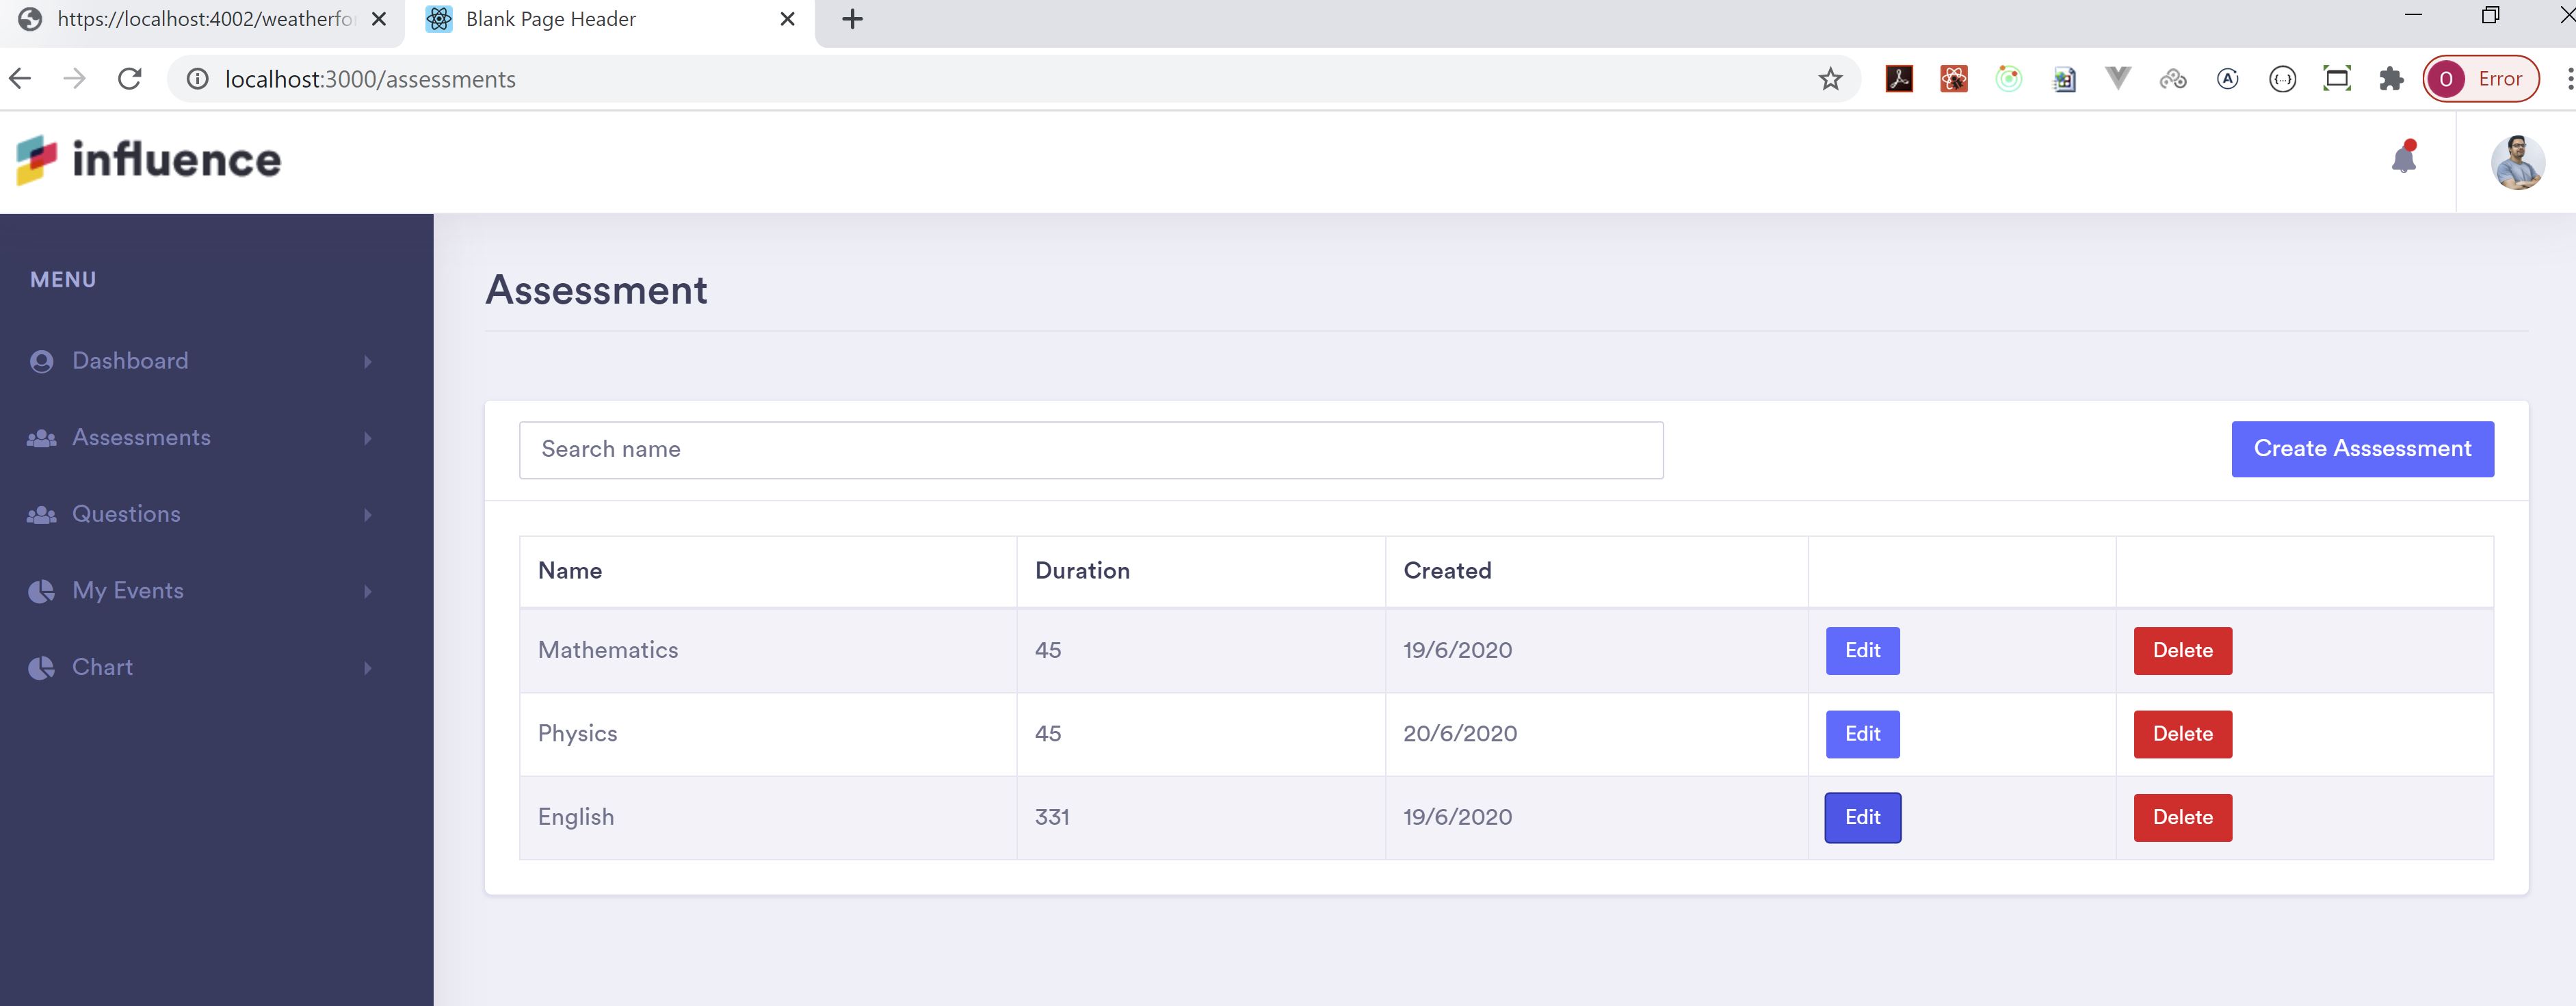 https://localhost:4002/weatherfo
Blank Page Header
localhost:3000/assessments
O Error
influence
MENU
Dashboard
Assessments
Questions
My Events
Chart
Assessment
Search name
Create Asssessment
Name Duration Created
Mathematics 45 19/6/2020 Edit Delete
Physics 45 20/6/2020 Edit Delete
English 331 19/6/2020 Edit Delete